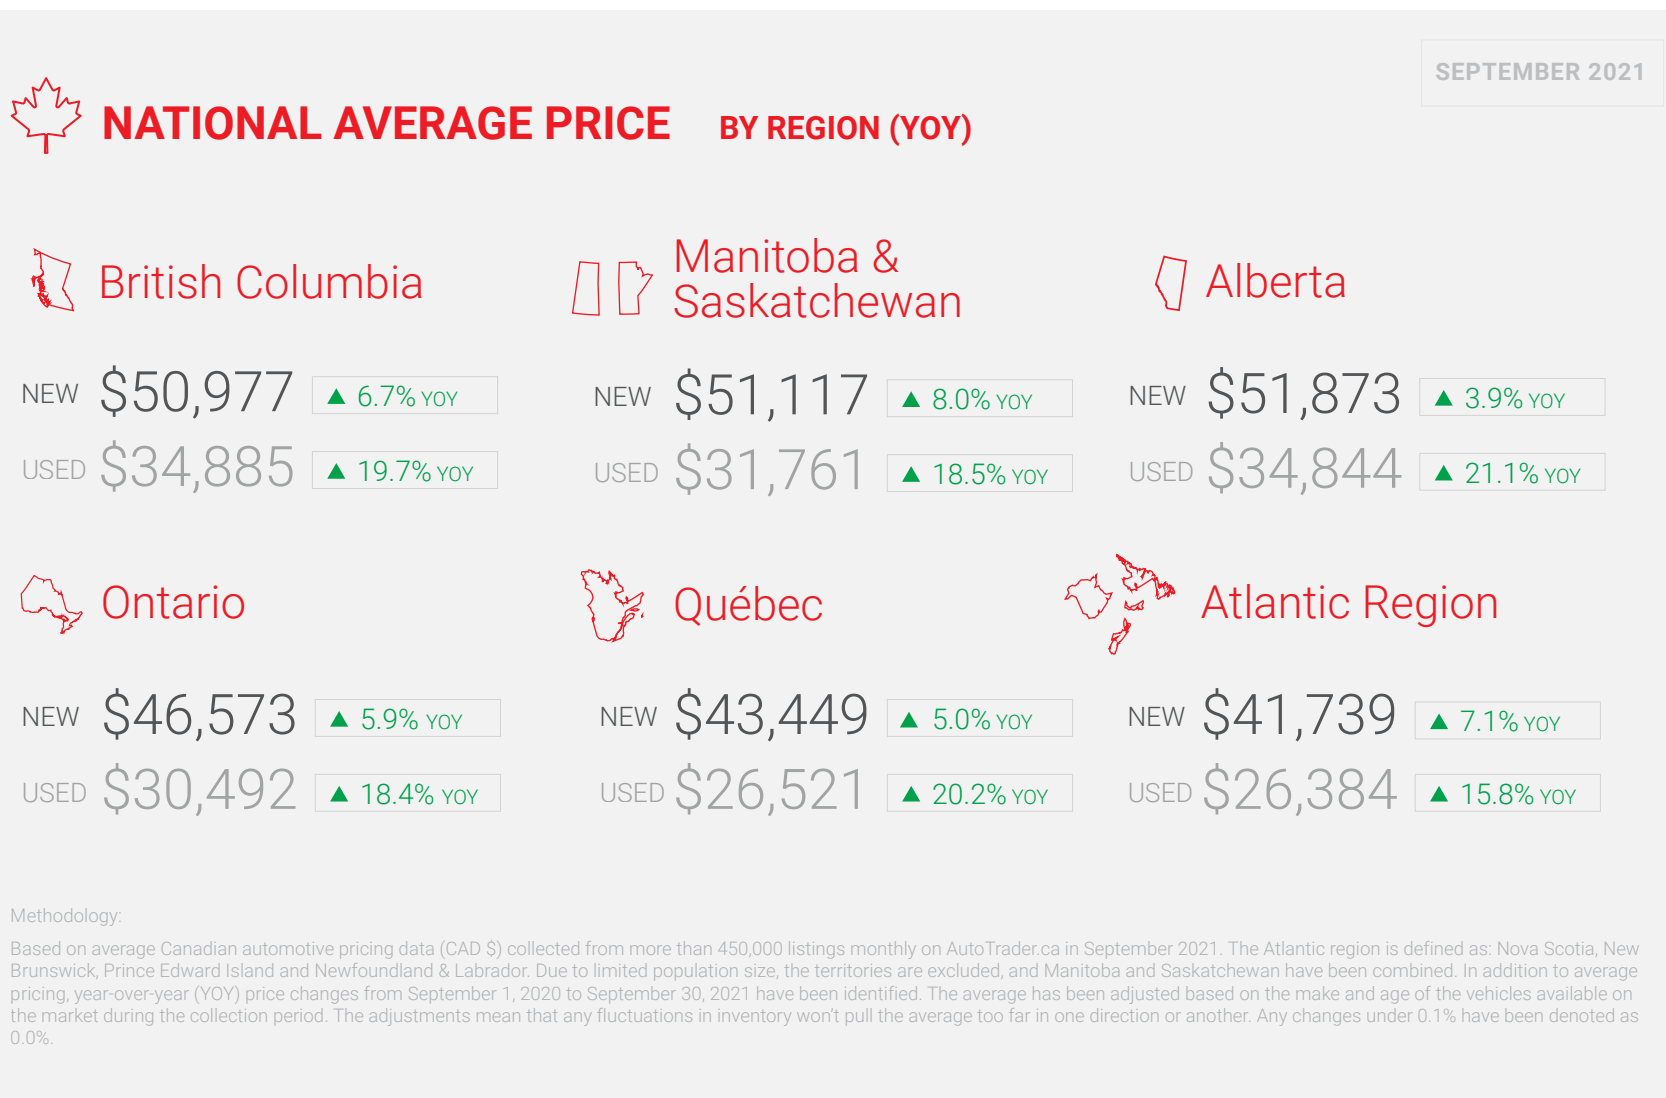 SEPTEMBER 2021
NATIONAL AVERAGE PRICE BY REGION (YOY)
British Columbia
NEW $50,977 ▲ 6.7% YOY
USED $34,885 ▲ 19.7% YOY
Manitoba &
Saskatchewan
NEW $51,117 ▲ 8.0% YOY
USED $31,761 ▲ 18.5% YOY
Alberta
NEW $51,873 ▲ 3.9% YOY
USED $34,844 ▲ 21.1% YOY
Ontario
NEW $46,573 ▲ 5.9% YOY
USED $30,492 ▲ 18.4% YOY
Québec
NEW $43,449 ▲ 5.0% YOY
USED $26,521 ▲ 20.2% YOY
Atlantic Region
NEW $41,739 ▲ 7.1% YOY
USED $26,384 ▲ 15.8% YOY
Methodology:
Based on average Canadian automotive pricing data (CAD $) collected from more than 450,000 listings monthly on AutoTrader.ca in September 2021. The Atlantic region is defined as: Nova Scotia, New
Brunswick, Prince Edward Island and Newfoundland & Labrador. Due to limited population size, the territories are excluded, and Manitoba and Saskatchewan have been combined. In addition to average
pricing, year-over-year (YOY) price changes from September 1, 2020 to September 30, 2021 have been identified. The average has been adjusted based on the make and age of the vehicles available on
the market during the collection period. The adjustments mean that any fluctuations in inventory won't pull the average too far in one direction or another. Any changes under 0.1% have been denoted as
0.0%.